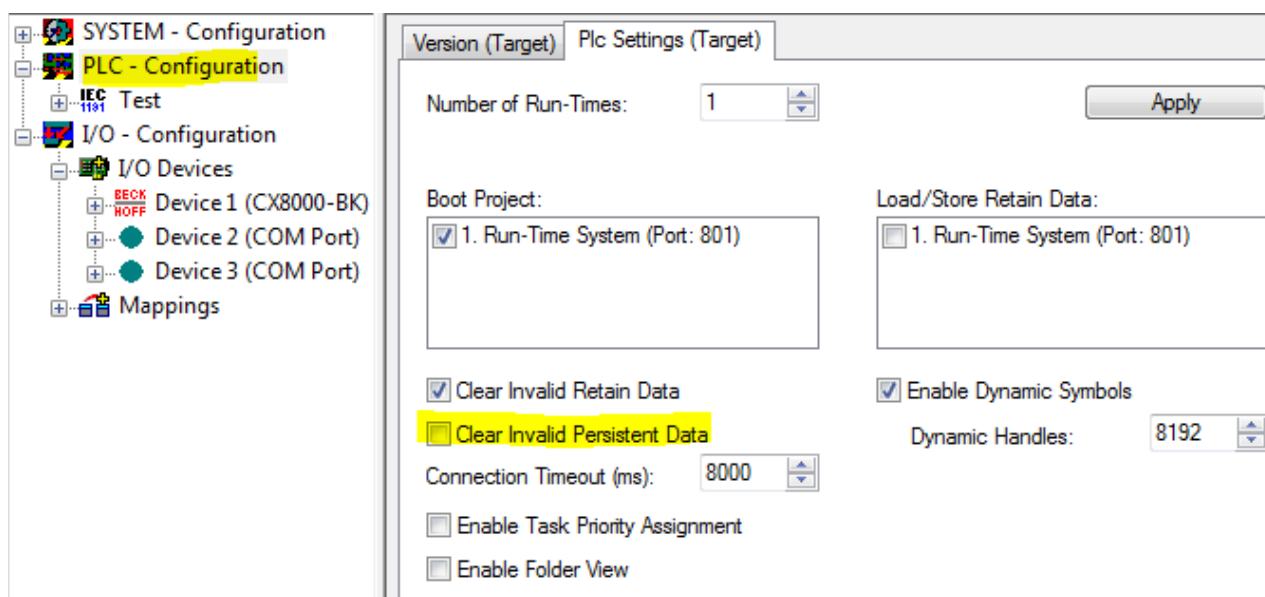 SYSTEM - Configuration
PLC - Configuration
IEC
1131
Test
I/O - Configuration
I/O Devices
BECK
HOFF
Device 1 (CX8000-BK)
Device 2 (COM Port)
Device 3 (COM Port)
Mappings
Version (Target)
Plc Settings (Target)
Number of Run-Times:
1
Apply
Boot Project:
Load/Store Retain Data:
1. Run-Time System (Port: 801)
1. Run-Time System (Port: 801)
Clear Invalid Retain Data
Enable Dynamic Symbols
Clear Invalid Persistent Data
Dynamic Handles:
8192
Connection Timeout (ms):
8000
Enable Task Priority Assignment
Enable Folder View